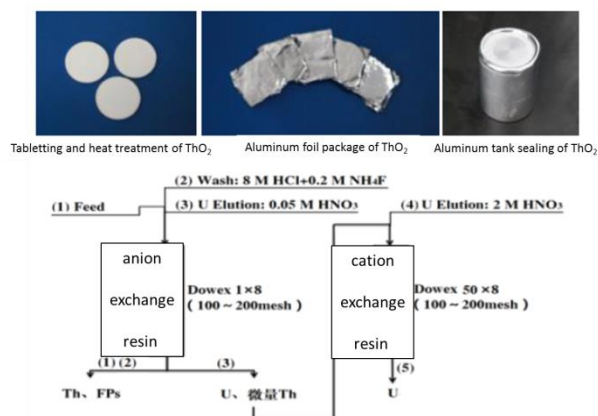 Tabletting and heat treatment of ThO₂
Aluminum foil package of ThO₂
Aluminum tank sealing of ThO₂
(2) Wash: 8 M HCl+0.2 M NH₄F
(1) Feed
(3) U Elution: 0.05 M HNO₃
(4) U Elution: 2 M HNO₃
anion
exchange
resin
Dowex 1×8
(100~200mesh)
cation
exchange
resin
Dowex 50 ×8
(100~200mesh)
(1) (2)
(3)
(5)
Th、FPs
U、微量Th
U